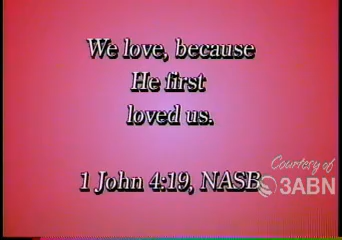 We love, because
He first
loved us.
1 John 4:19, NASB
Courtesy of
3ABN